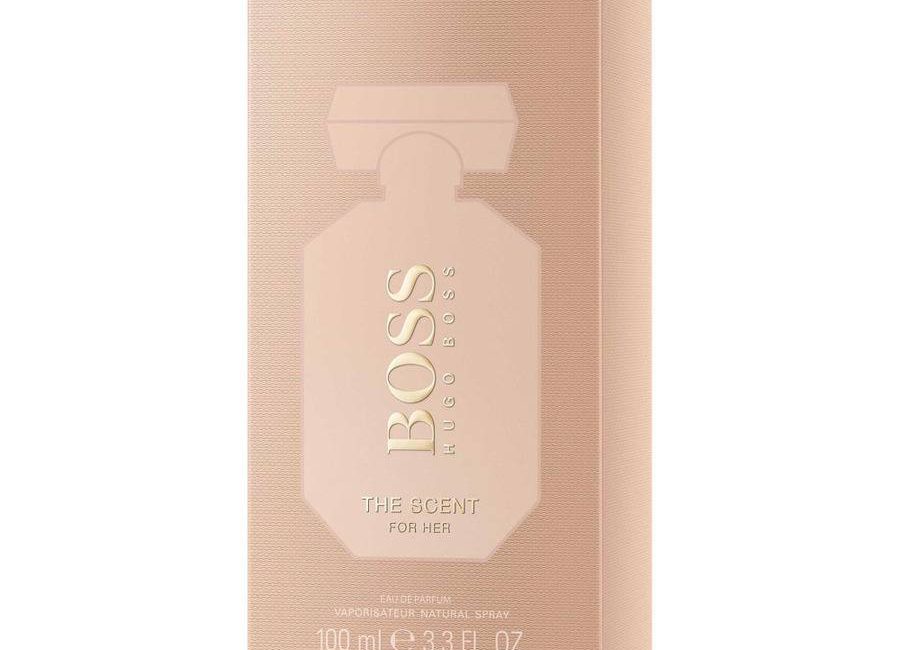 BOSS
HUGO BOSS
THE SCENT
FOR HER
EAU DE PARFUM
VAPORISATEUR NATURAL SPRAY
100 ml ℮ 3.3 FL. OZ